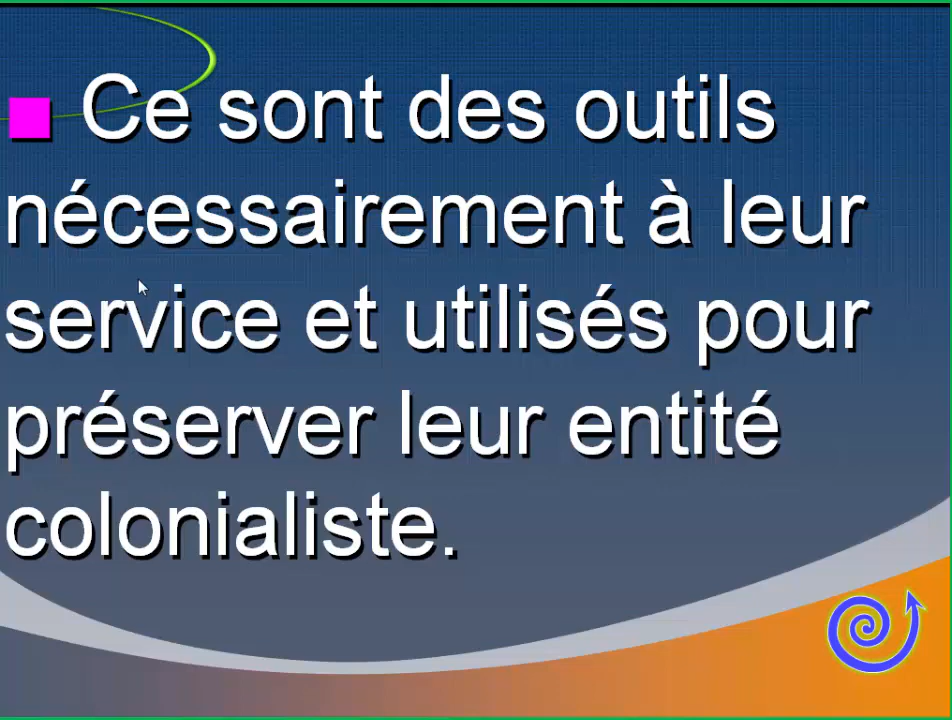 Ce sont des outils
nécessairement à leur
service et utilisés pour
préserver leur entité
colonialiste.